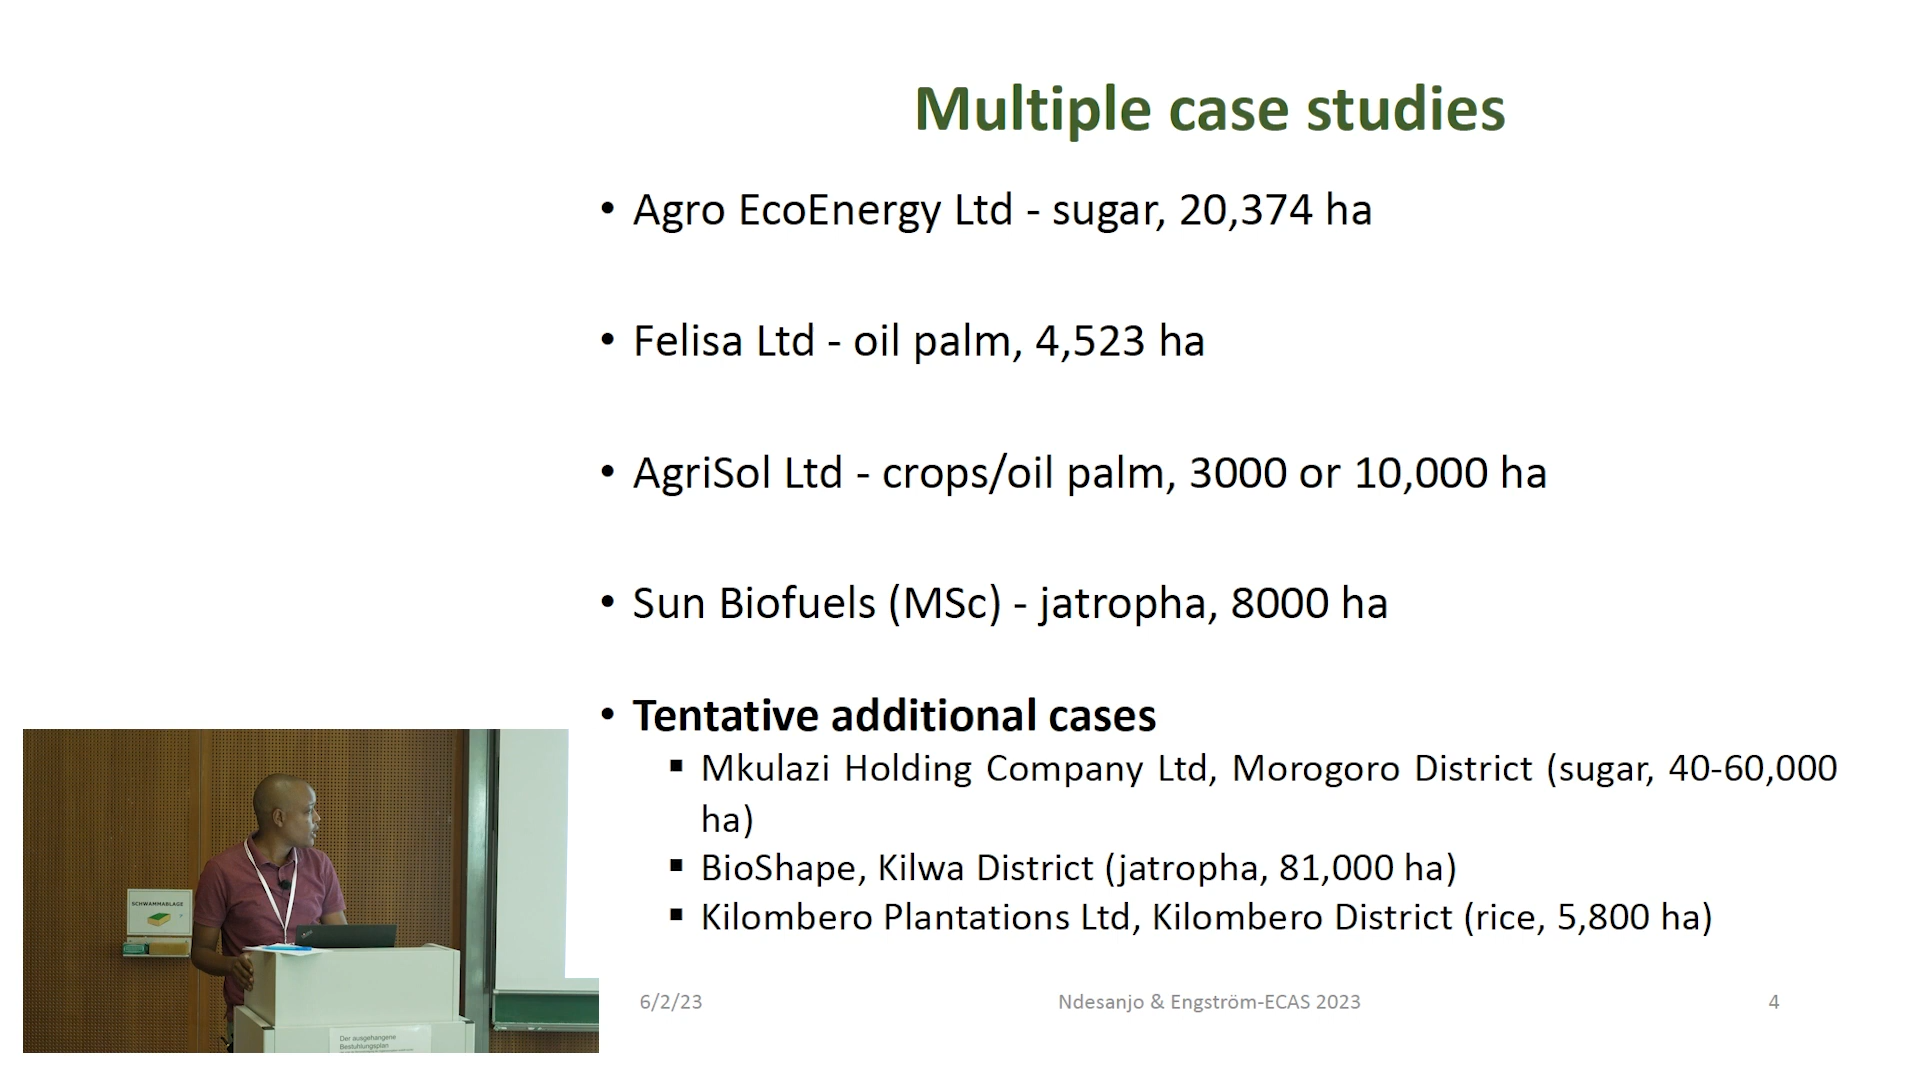 Multiple case studies
• Agro EcoEnergy Ltd - sugar, 20,374 ha
• Felisa Ltd - oil palm, 4,523 ha
• AgriSol Ltd - crops/oil palm, 3000 or 10,000 ha
• Sun Biofuels (MSc) - jatropha, 8000 ha
• Tentative additional cases
▪ Mkulazi Holding Company Ltd, Morogoro District (sugar, 40-60,000
ha)
▪ BioShape, Kilwa District (jatropha, 81,000 ha)
▪ Kilombero Plantations Ltd, Kilombero District (rice, 5,800 ha)
6/2/23 Ndesanjo & Engström-ECAS 2023 4
SCHWAMMABLAGE
Der ausgehangene
Bestuhlungsplan